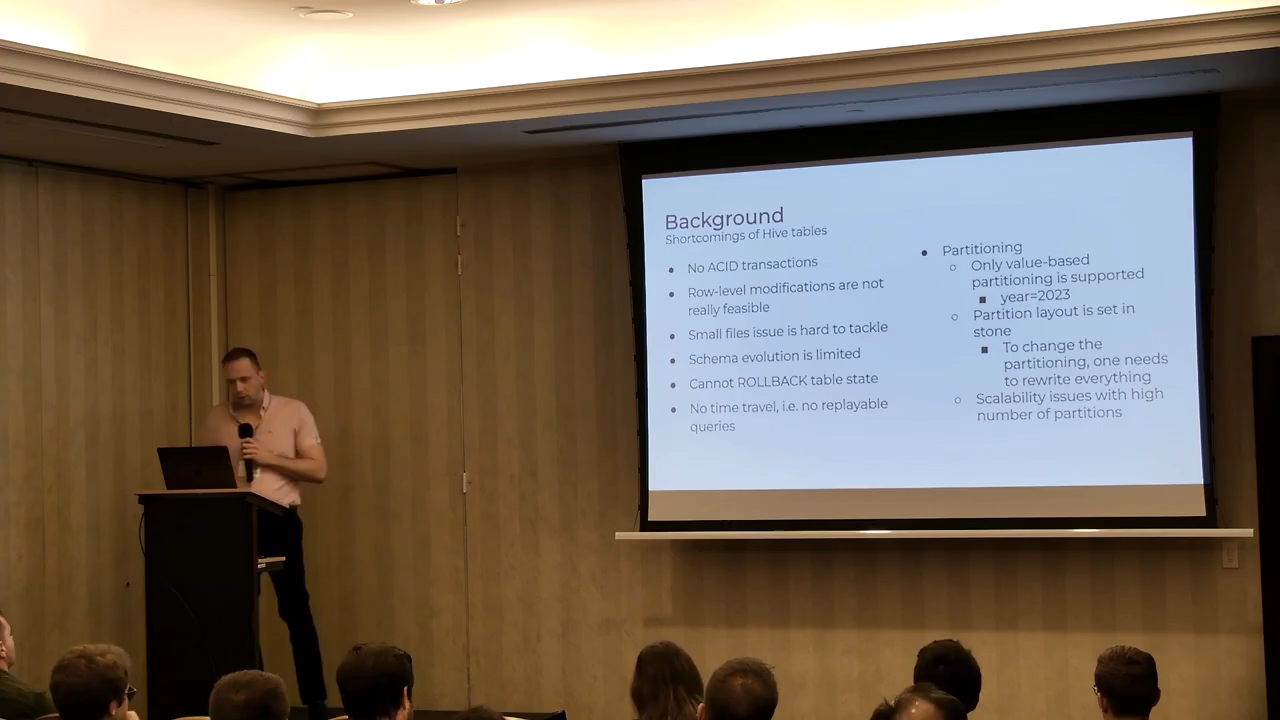 Background
Shortcomings of Hive tables
No ACID transactions
Row-level modifications are not
really feasible
Small files issue is hard to tackle
Schema evolution is limited
Cannot ROLLBACK table state
No time travel, i.e. no replayable
queries
Partitioning
Only value-based
partitioning is supported
year=2023
Partition layout is set in
stone
To change the
partitioning, one needs
to rewrite everything
Scalability issues with high
number of partitions